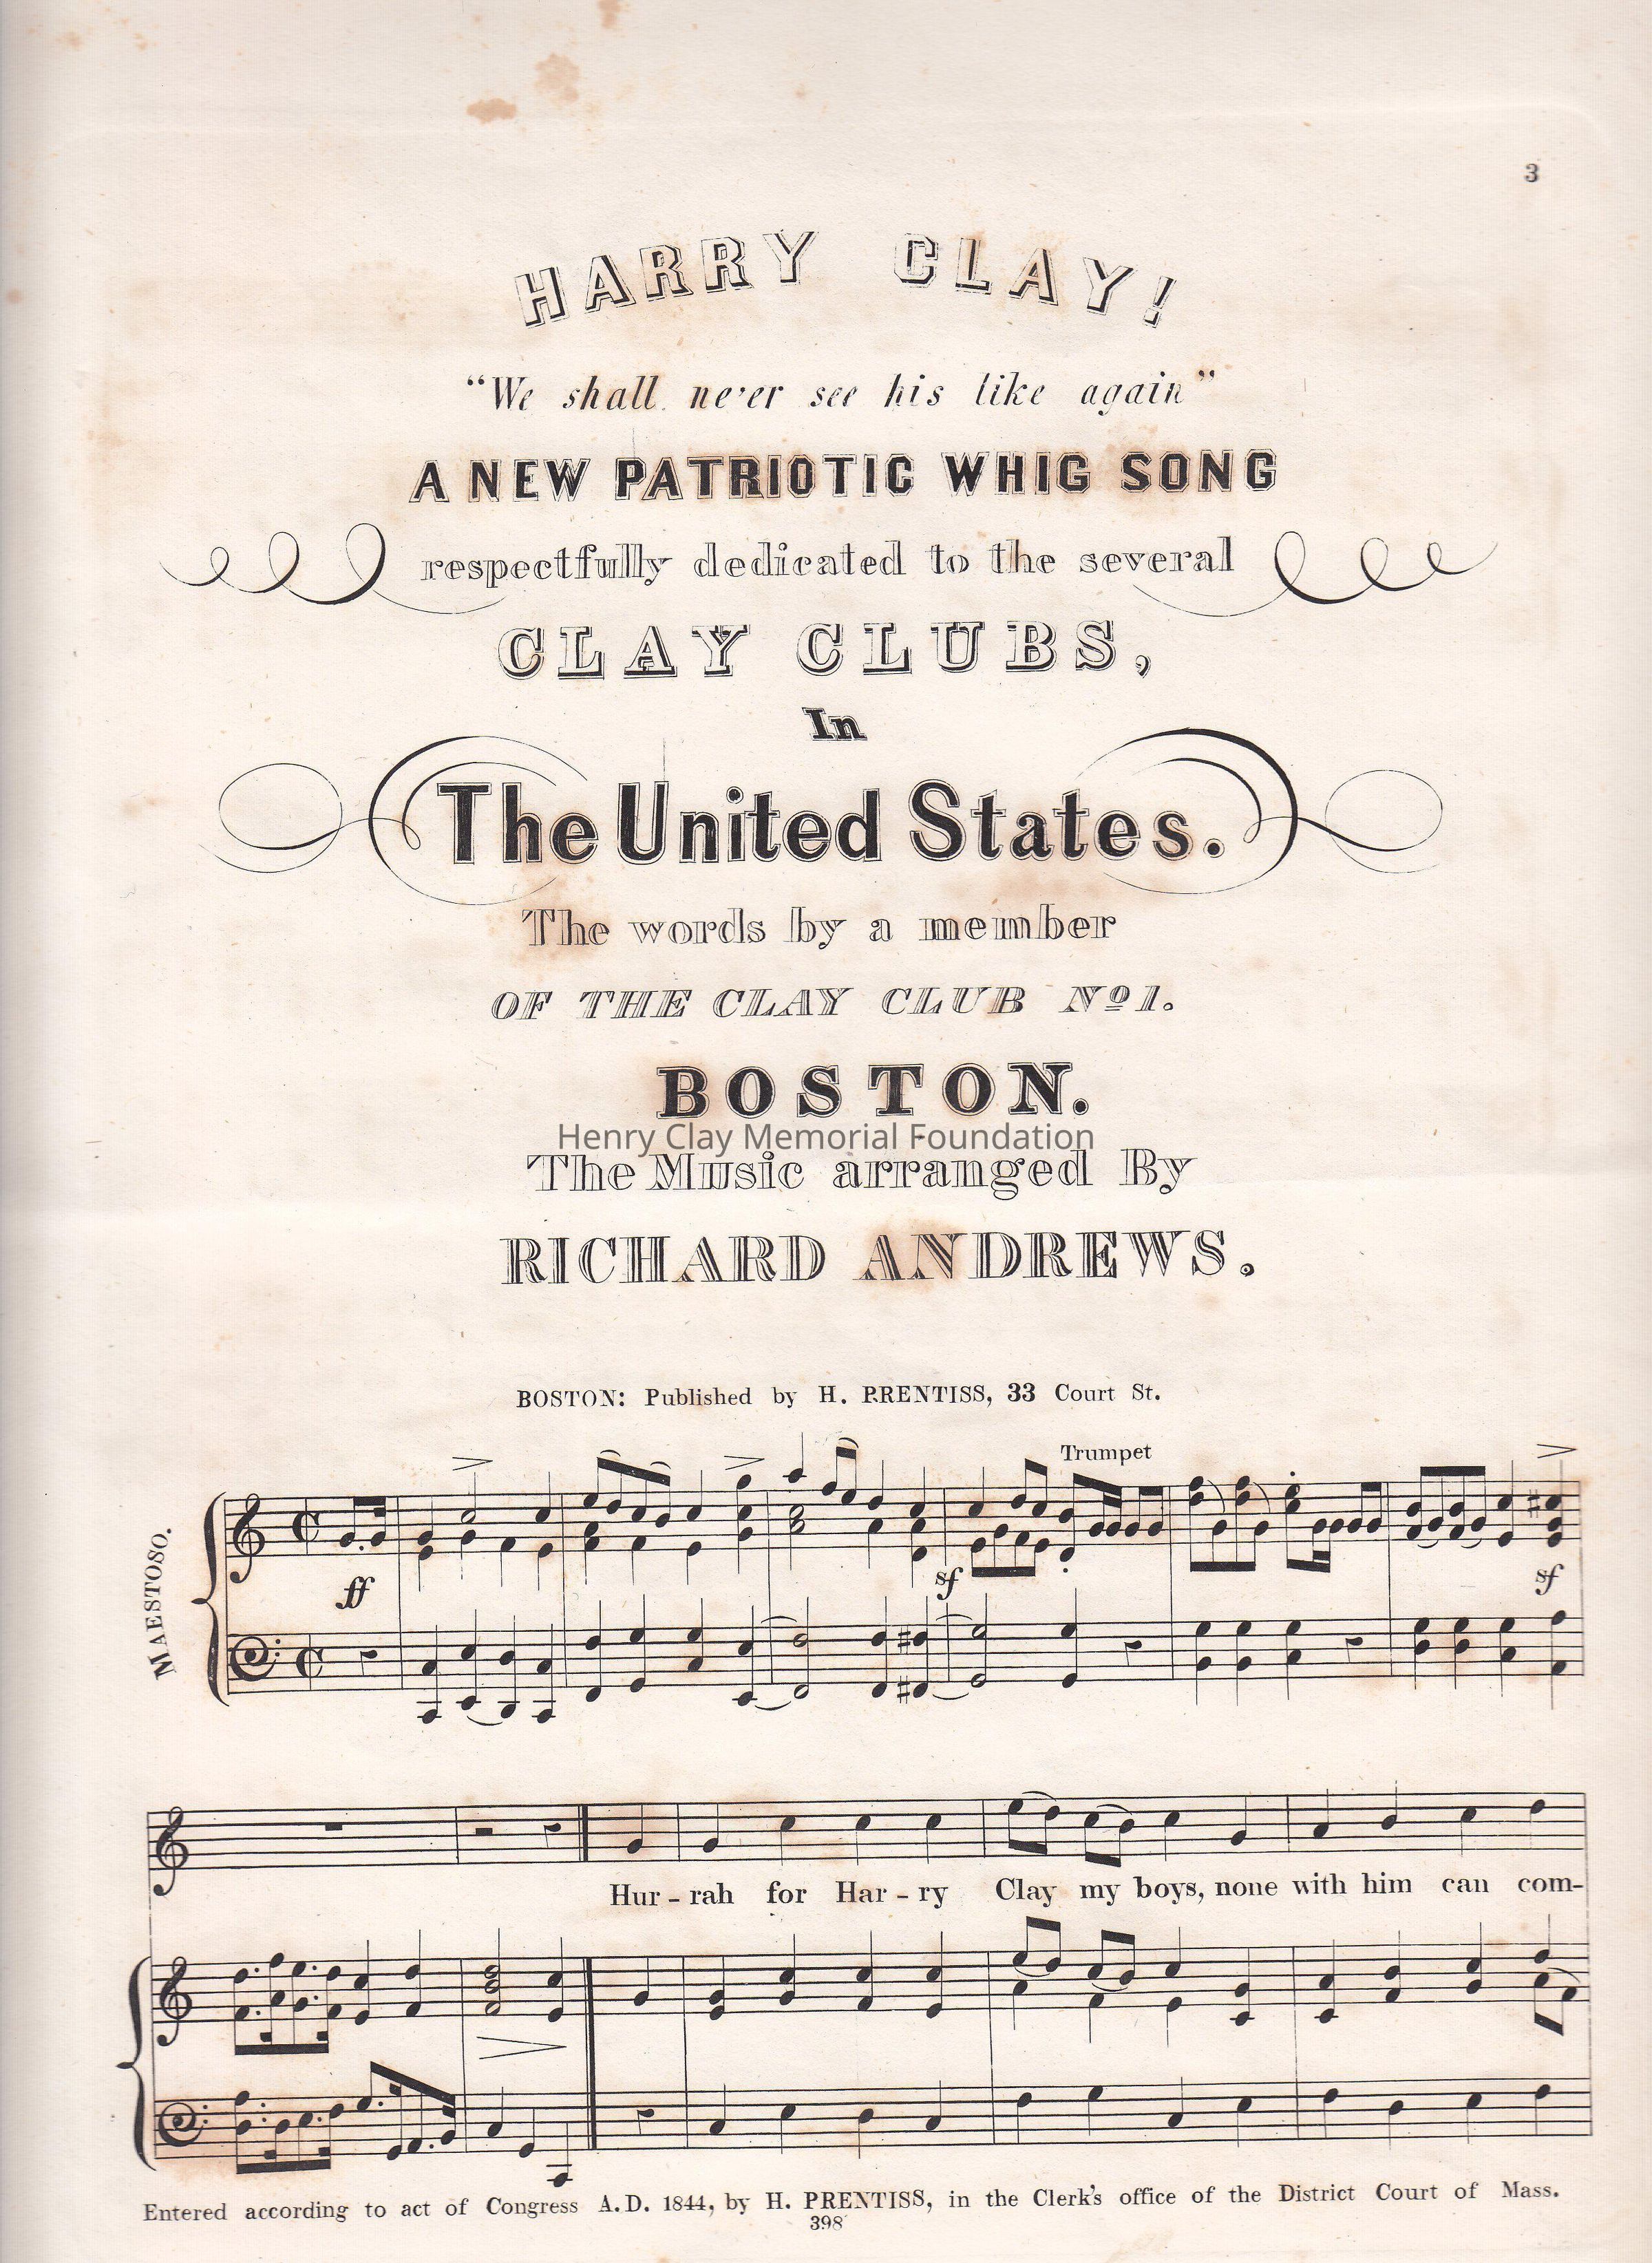 3
HARRY CLAY!
“We shall ne'er see his like again”
A NEW PATRIOTIC WHIG SONG
respectfully dedicated to the several
CLAY CLUBS,
In
The United States.
The words by a member
OF THE CLAY CLUB No 1.
BOSTON.
Henry Clay Memorial Foundation
The Music arranged By
RICHARD ANDREWS.
BOSTON: Published by H. PRENTISS, 33 Court St.
Trumpet
MAESTOSO.
ff
sf
sf
Hur - rah for Har - ry Clay my boys, none with him can com-
Entered according to act of Congress A.D. 1844, by H. PRENTISS, in the Clerk's office of the District Court of Mass.
398